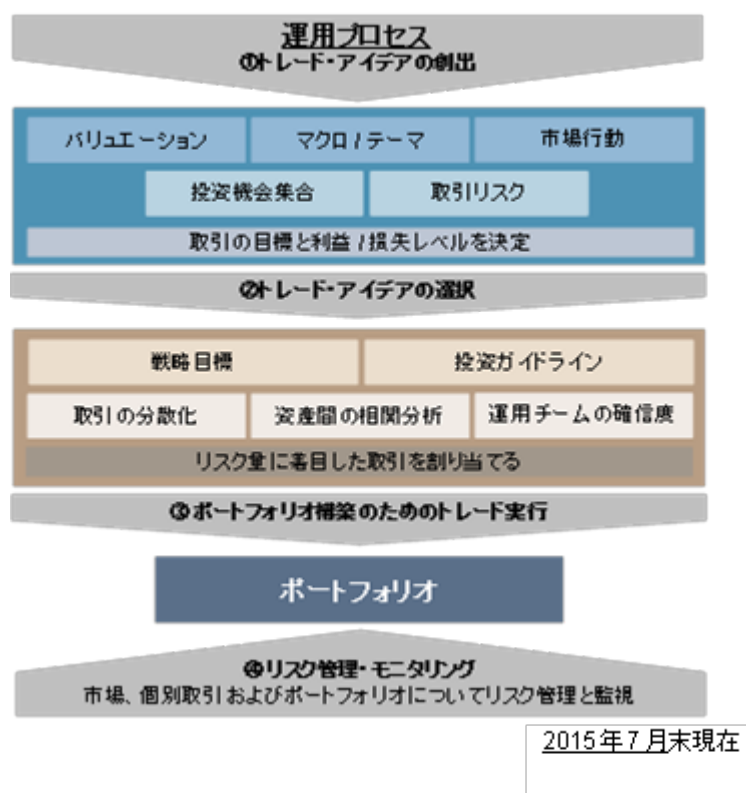 運用プロセス
①トレード・アイデアの創出
バリュエーション
マクロ / テーマ
市場行動
投資機会集合
取引リスク
取引の目標と利益 / 損失レベルを決定
②トレード・アイデアの選択
戦略目標
投資ガイドライン
取引の分散化
資産間の相関分析
運用チームの確信度
リスク量に着目した取引を割り当てる
③ポートフォリオ構築のためのトレード実行
ポートフォリオ
④リスク管理・モニタリング
市場、個別取引およびポートフォリオについてリスク管理と監視
2015年7月末現在